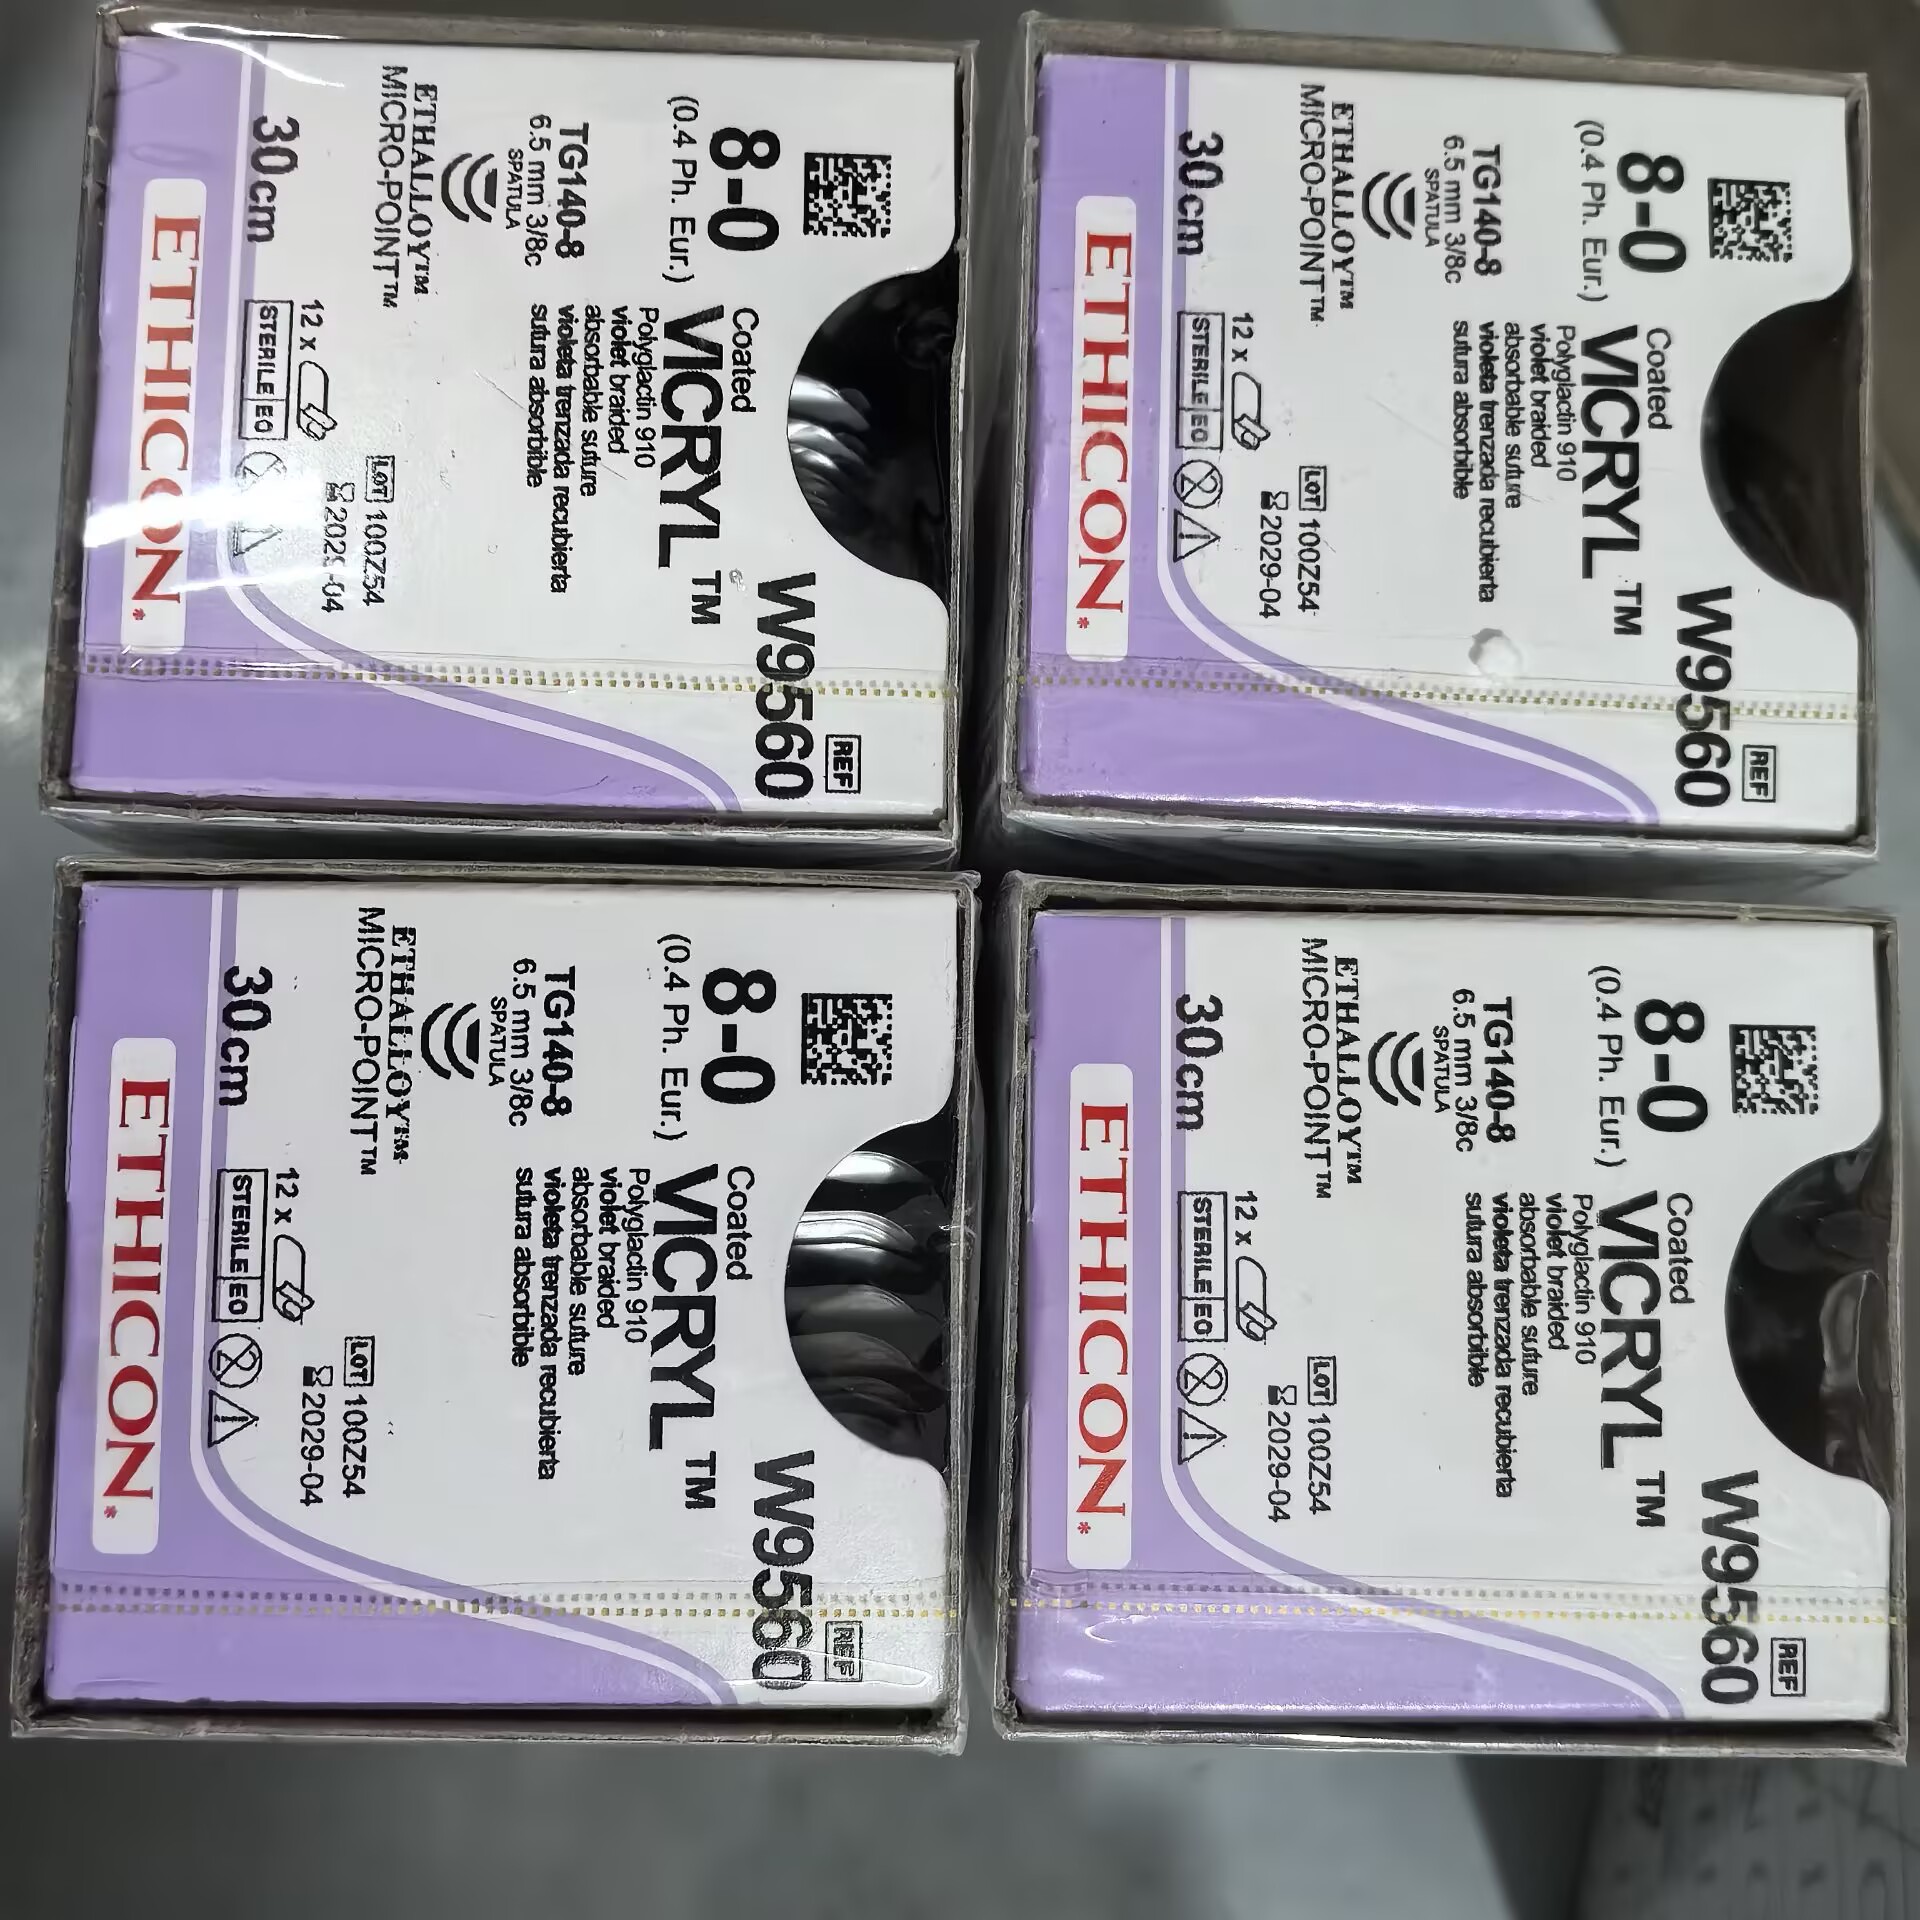 8-0
(0.4 Ph. Eur.)
TG140-8
6.5 mm 3/8c
SPATULA
ETHALLOY™
MICRO-POINT™
30cm
Coated
VICRYL™
Polyglactin 910
violet braided
absorbable suture
violeta trenzada recubierta
sutura absorbible
12 x
STERILE EO
2
LOT 100Z54
202 -04
REF
W9560
ETHICON*
8-0
(0.4 Ph. Eur.)
TG140-8
6.5 mm 3/8c
SPATULA
ETHALLOY™
MICRO-POINT™
30cm
Coated
VICRYL™
Polyglactin 910
violet braided
absorbable suture
violeta trenzada recubierta
sutura absorbible
12 x
STERILE EO
2
LOT 100Z54
2029-04
REF
W9560
ETHICON*
8-0
(0.4 Ph. Eur.)
TG140-8
6.5 mm 3/8c
SPATULA
ETHALLOY™
MICRO-POINT™
30cm
Coated
VICRYL™
Polyglactin 910
violet braided
absorbable suture
violeta trenzada recubierta
sutura absorbible
12 x
STERILE EO
2
LOT 100Z54
2029-04
REF
W9560
ETHICON*
8-0
(0.4 Ph. Eur.)
TG140-8
6.5 mm 3/8c
SPATULA
ETHALLOY™
MICRO-POINT™
30cm
Coated
VICRYL™
Polyglactin 910
violet braided
absorbable suture
violeta trenzada recubierta
sutura absorbible
12 x
STERILE EO
2
LOT 100Z54
2029-04
REF
W9560
ETHICON*